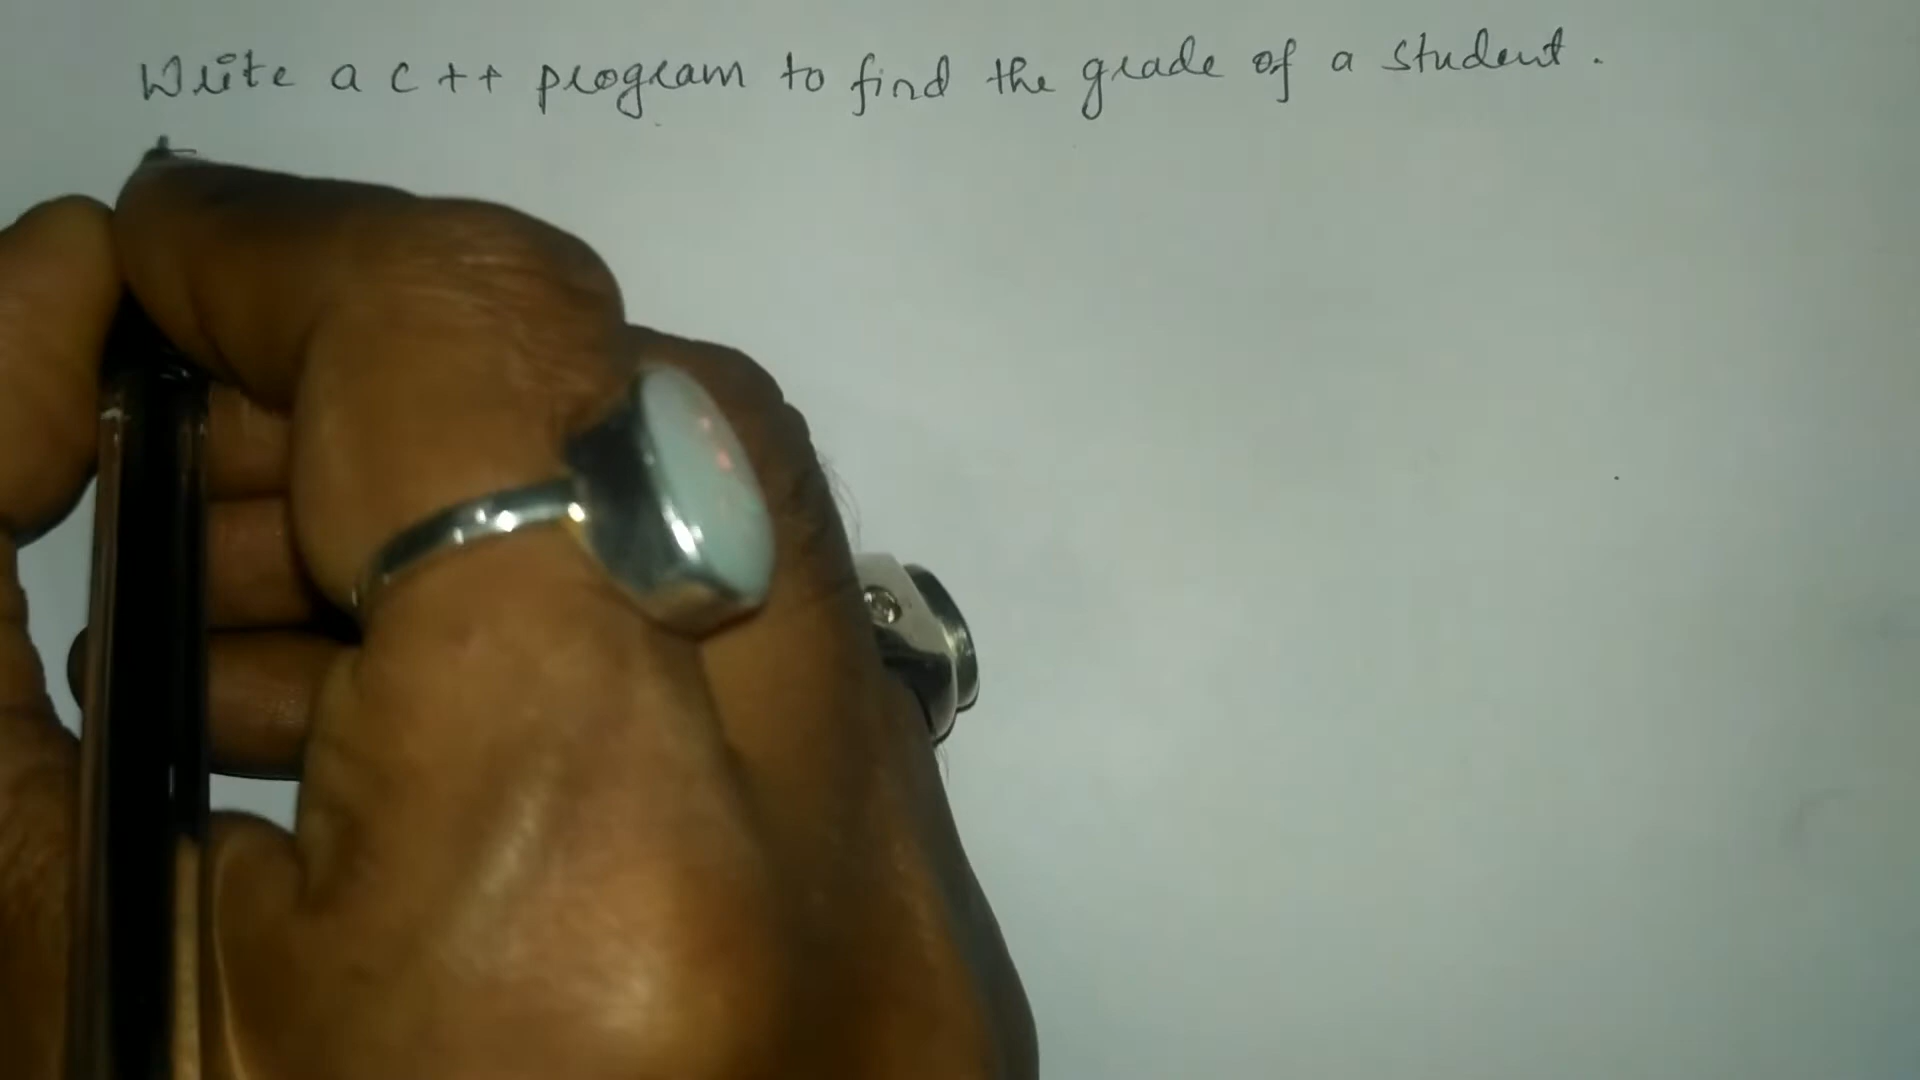 Write a c++ program to find the grade of a student.